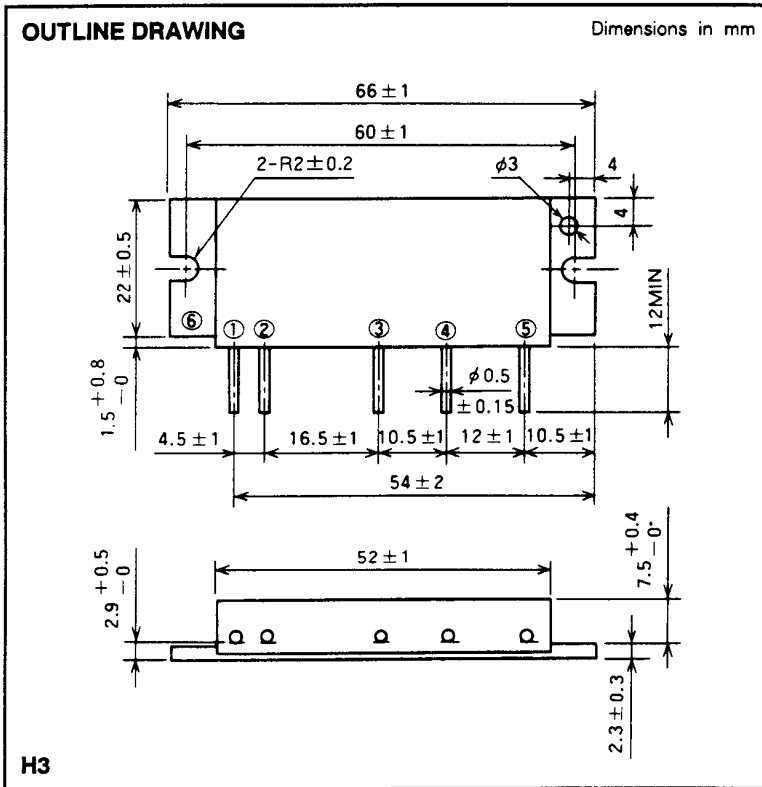 OUTLINE DRAWING
Dimensions in mm
66±1
60±1
2-R2±0.2
φ3
4
4
22±0.5
12MIN
⑥
① ② ③ ④ ⑤
1.5 +0.8 −0
φ0.5
±0.15
4.5±1
16.5±1
10.5±1
12±1
10.5±1
54±2
52±1
2.9 +0.5 −0
7.5 +0.4 −0
2.3±0.3
H3